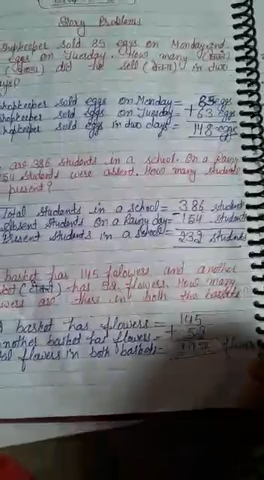 Story Problems
shopkeeper sold 85 eggs on Monday and
eggs on Tuesday. How many
did he sold in two
days?
shopkeeper sold eggs on Monday = 85 eggs
shopkeeper sold eggs on Tuesday = + 63 eggs
shopkeeper sold eggs in two days = 148 eggs
are 386 students in a school. On a Rainy
154 students were absent. How many students
present?
Total students in a school = 386 student
Absent students on a Rainy day = - 154 students
Present students in a school = 232 students
basket has 145 flowers and another
has 52 flowers. How many
flowers are there in both the baskets
A basket has flowers = 145
Another basket has flowers = + 52
flowers in both baskets =